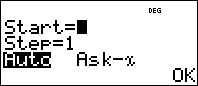 DEG
Start=
Step=1
Auto Ask-x
OK